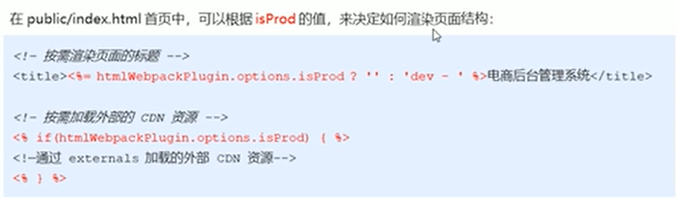 在 public/index.html 首页中，可以根据 isProd 的值，来决定如何渲染页面结构：
<!– 按需渲染页面的标题 -->
<title><%= htmlWebpackPlugin.options.isProd ? '' : 'dev - ' %>电商后台管理系统</title>
<!– 按需加载外部的 CDN 资源 -->
<% if(htmlWebpackPlugin.options.isProd) { %>
<!—通过 externals 加载的外部 CDN 资源-->
<% } %>